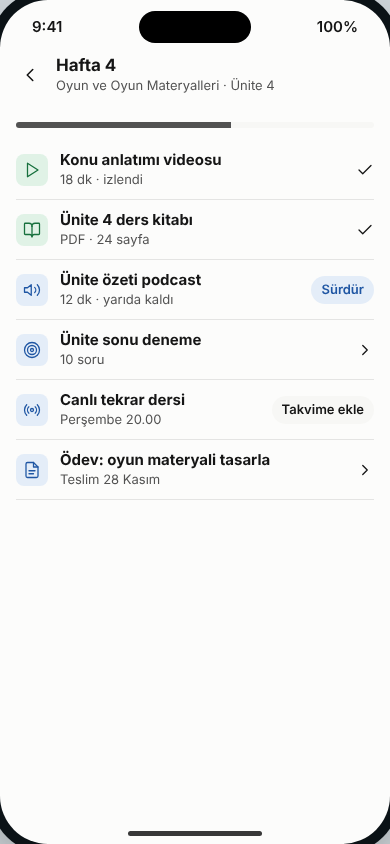 9:41
100%
Hafta 4
Oyun ve Oyun Materyalleri · Ünite 4
Konu anlatımı videosu
18 dk · izlendi
Ünite 4 ders kitabı
PDF · 24 sayfa
Ünite özeti podcast
12 dk · yarıda kaldı
Sürdür
Ünite sonu deneme
10 soru
Canlı tekrar dersi
Perşembe 20.00
Takvime ekle
Ödev: oyun materyali tasarla
Teslim 28 Kasım